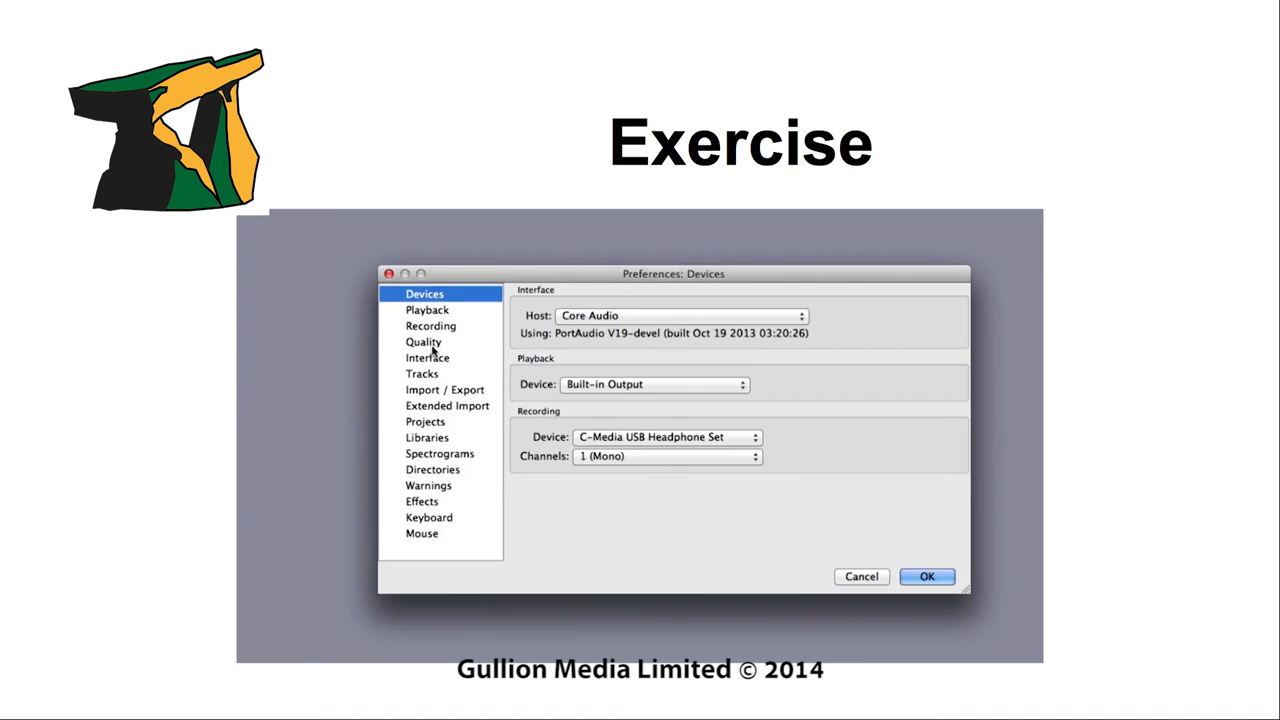 Exercise
Preferences: Devices
Devices
Playback
Recording
Quality
Interface
Tracks
Import / Export
Extended Import
Projects
Libraries
Spectrograms
Directories
Warnings
Effects
Keyboard
Mouse
Interface
Host: Core Audio
Using: PortAudio V19-devel (built Oct 19 2013 03:20:26)
Playback
Device: Built-in Output
Recording
Device: C-Media USB Headphone Set
Channels: 1 (Mono)
Cancel OK
Gullion Media Limited © 2014